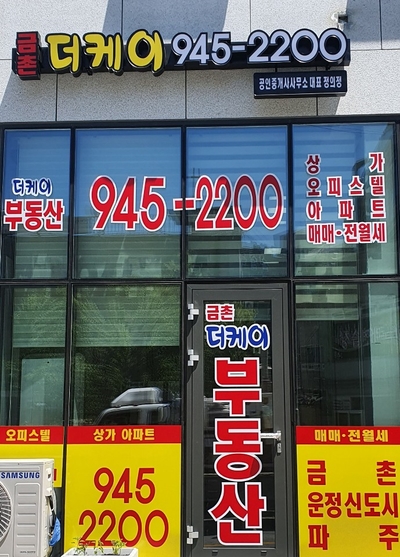 금촌 더케이 945-2200
공인중개사사무소 대표 정의정
더케이
부동산
945-2200
상가
오피스텔
아파트
매매·전월세
금촌
더케이
부동산
오피스텔
상가 아파트
945
2200
매매·전월세
금촌
운정신도시
파주
SAMSUNG